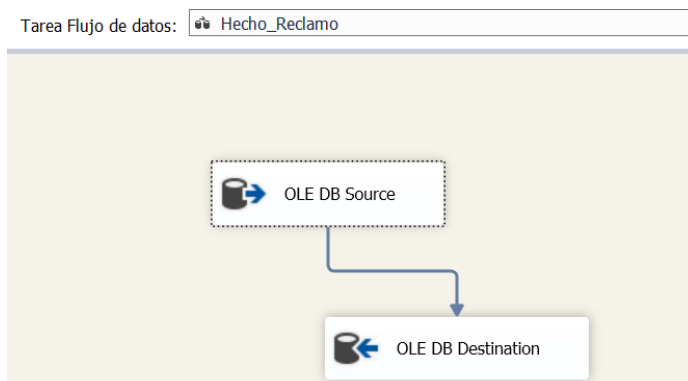 Tarea Flujo de datos: Hecho_Reclamo
OLE DB Source
OLE DB Destination